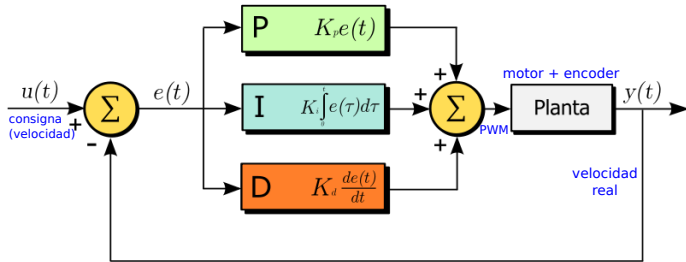 P K_p e(t)
motor + encoder
u(t)
Σ
e(t)
I K_i ∫_0^t e(τ)dτ
Σ
Planta
y(t)
consigna
(velocidad)
+
-
+
+
+
PWM
velocidad
real
D K_d de(t)/dt